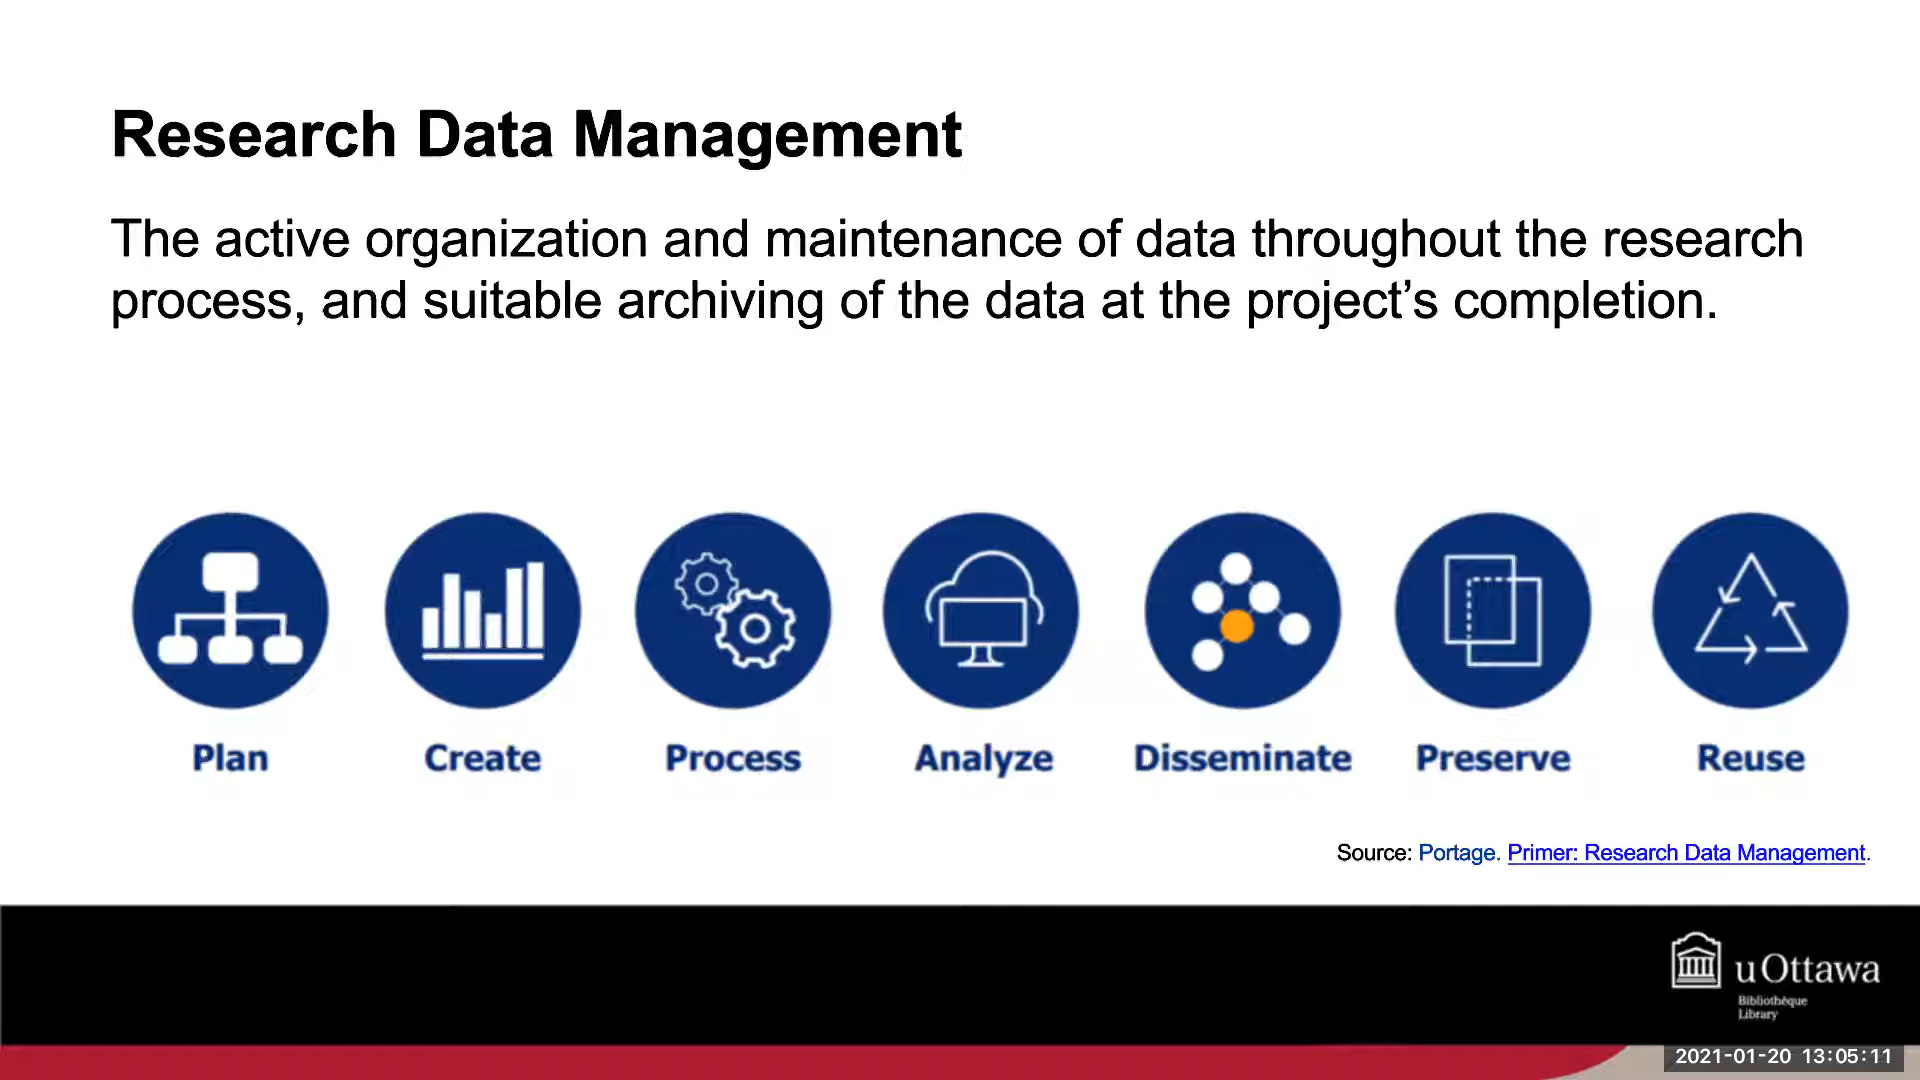 Research Data Management
The active organization and maintenance of data throughout the research
process, and suitable archiving of the data at the project’s completion.
Plan
Create
Process
Analyze
Disseminate
Preserve
Reuse
Source: Portage. Primer: Research Data Management.
uOttawa
Bibliothèque
Library
2021-01-20 13:05:11